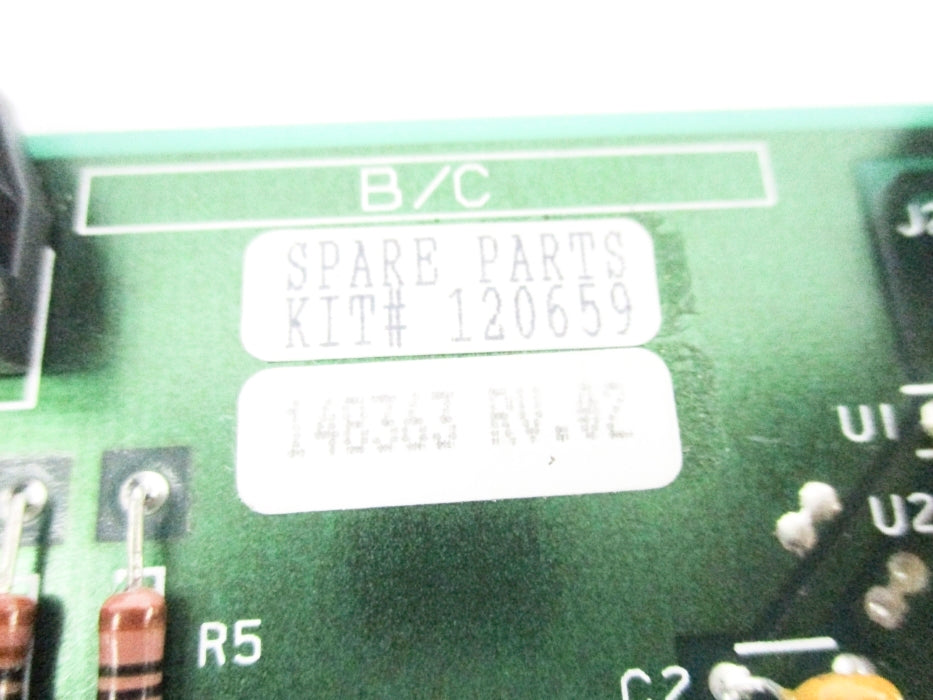 B/C
SPARE PARTS
KIT# 120659
148363 RV.02
U1
U2
R5
C2